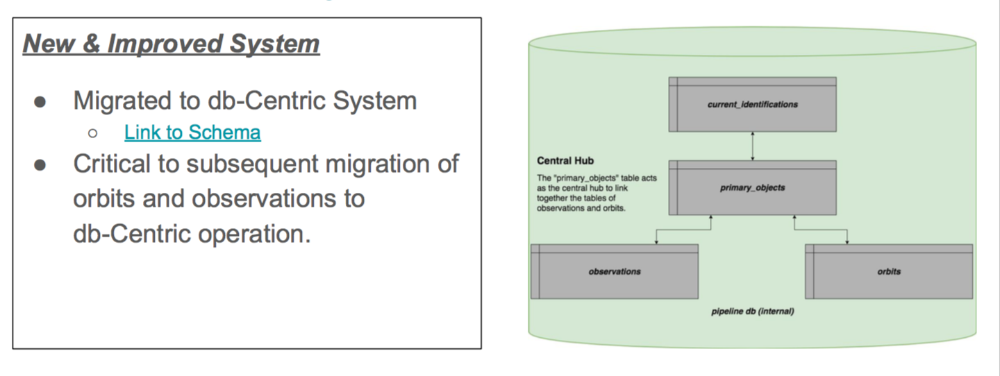 New & Improved System
● Migrated to db-Centric System
○ Link to Schema
● Critical to subsequent migration of
orbits and observations to
db-Centric operation.
current_identifications
Central Hub
The "primary_objects" table acts
as the central hub to link
together the tables of
observations and orbits.
primary_objects
observations
orbits
pipeline db (internal)